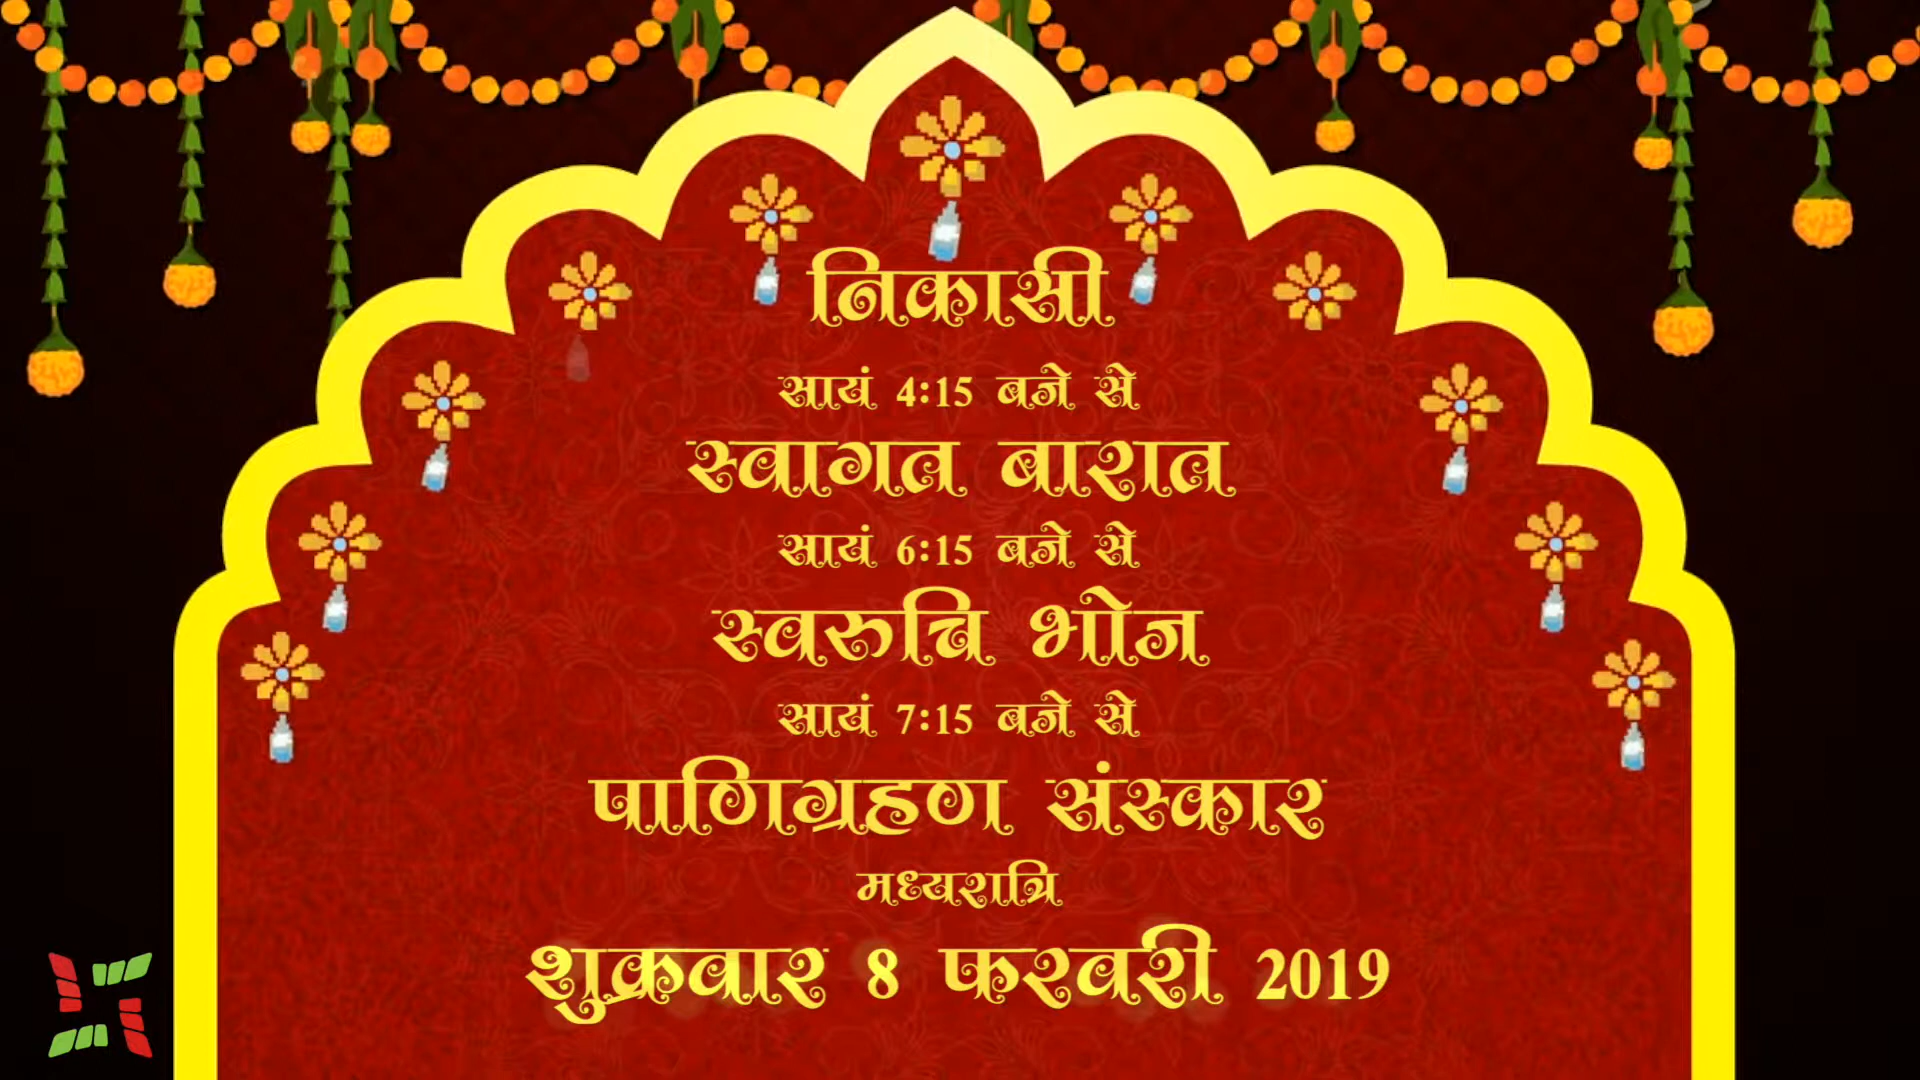 निकासी
सायं 4:15 बजे से
स्वागत बारात
सायं 6:15 बजे से
स्वरुचि भोज
सायं 7:15 बजे से
पाणिग्रहण संस्कार
मध्यरात्रि
शुक्रवार 8 फरवरी 2019